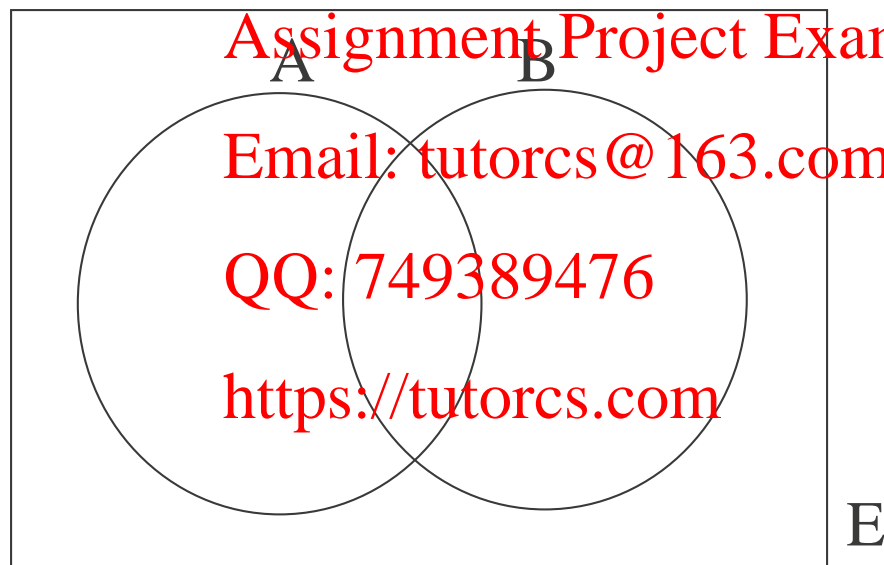 Assignment Project Exam
A B
Email: tutorcs@163.com
QQ: 749389476
https://tutorcs.com
E